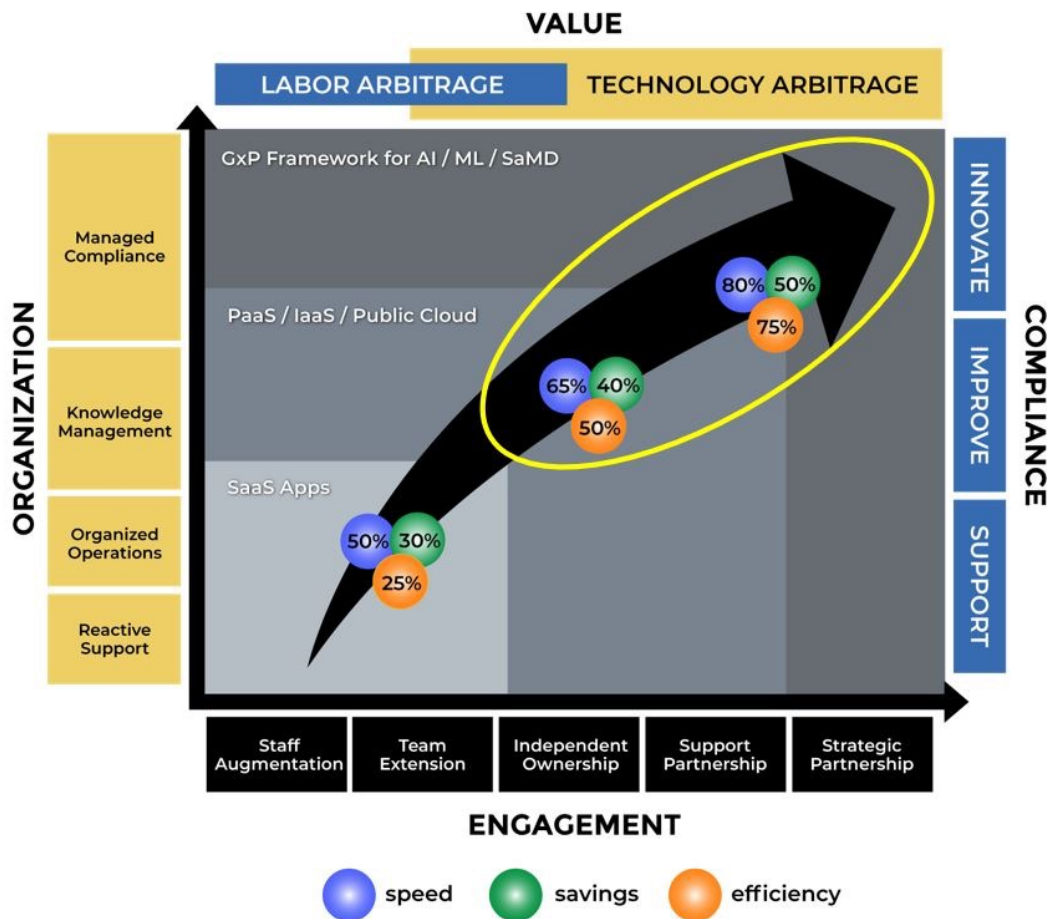 VALUE
LABOR ARBITRAGE
TECHNOLOGY ARBITRAGE
ORGANIZATION
Managed
Compliance
Knowledge
Management
Organized
Operations
Reactive
Support
GxP Framework for AI / ML / SaMD
PaaS / IaaS / Public Cloud
SaaS Apps
80%
50%
75%
65%
40%
50%
50%
30%
25%
INNOVATE
IMPROVE
SUPPORT
COMPLIANCE
Staff
Augmentation
Team
Extension
Independent
Ownership
Support
Partnership
Strategic
Partnership
ENGAGEMENT
speed
savings
efficiency